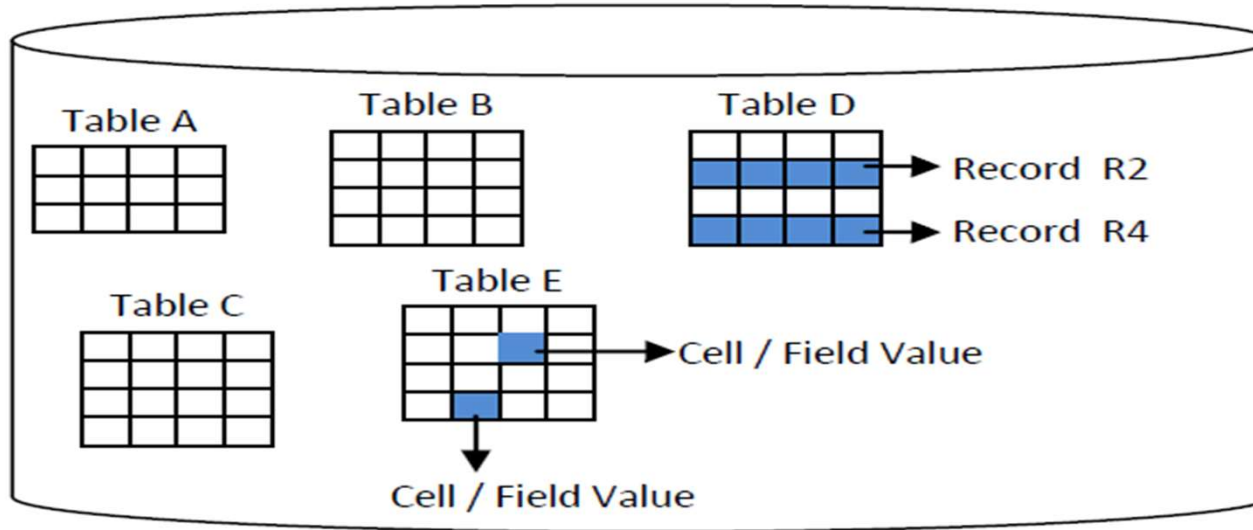 Table A
Table B
Table D
Record R2
Record R4
Table C
Table E
Cell / Field Value
Cell / Field Value